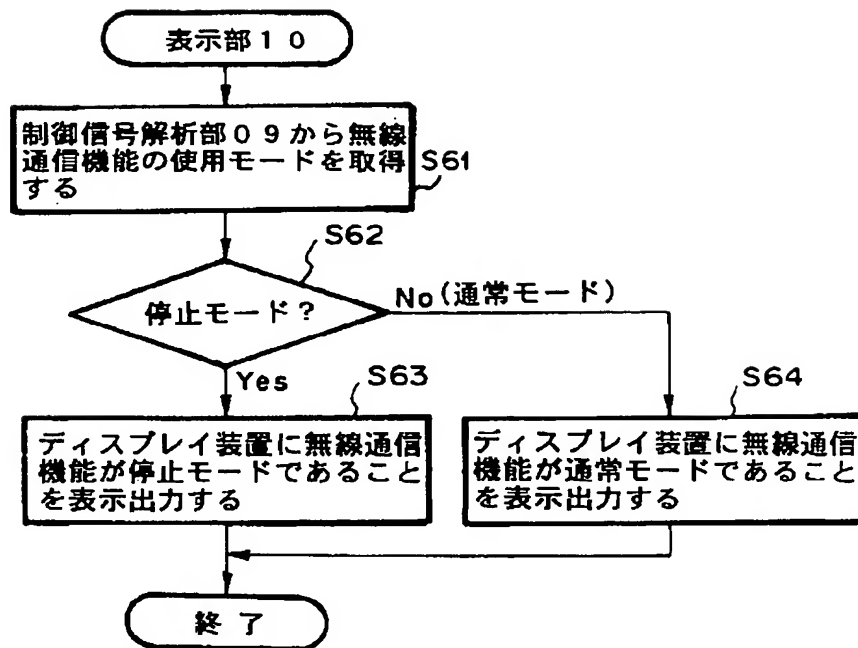 表示部１０
制御信号解析部０９から無線
通信機能の使用モードを取得
する
S61
S62
停止モード？
No(通常モード)
Yes
S63
S64
ディスプレイ装置に無線通信
機能が停止モードであること
を表示出力する
ディスプレイ装置に無線通信
機能が通常モードであること
を表示出力する
終了